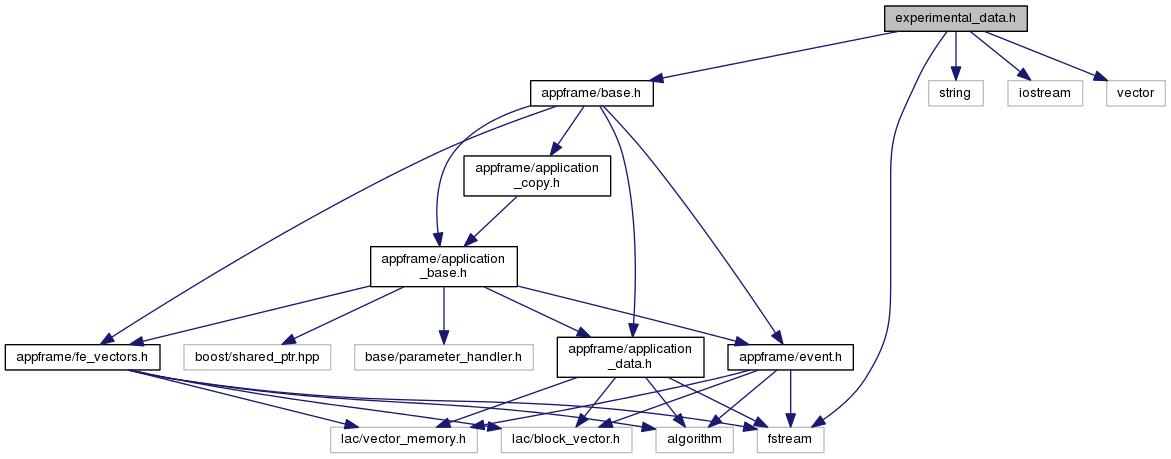 experimental_data.h
appframe/base.h
string
iostream
vector
appframe/application
_copy.h
appframe/application
_base.h
appframe/fe_vectors.h
boost/shared_ptr.hpp
base/parameter_handler.h
appframe/application
_data.h
appframe/event.h
lac/vector_memory.h
lac/block_vector.h
algorithm
fstream